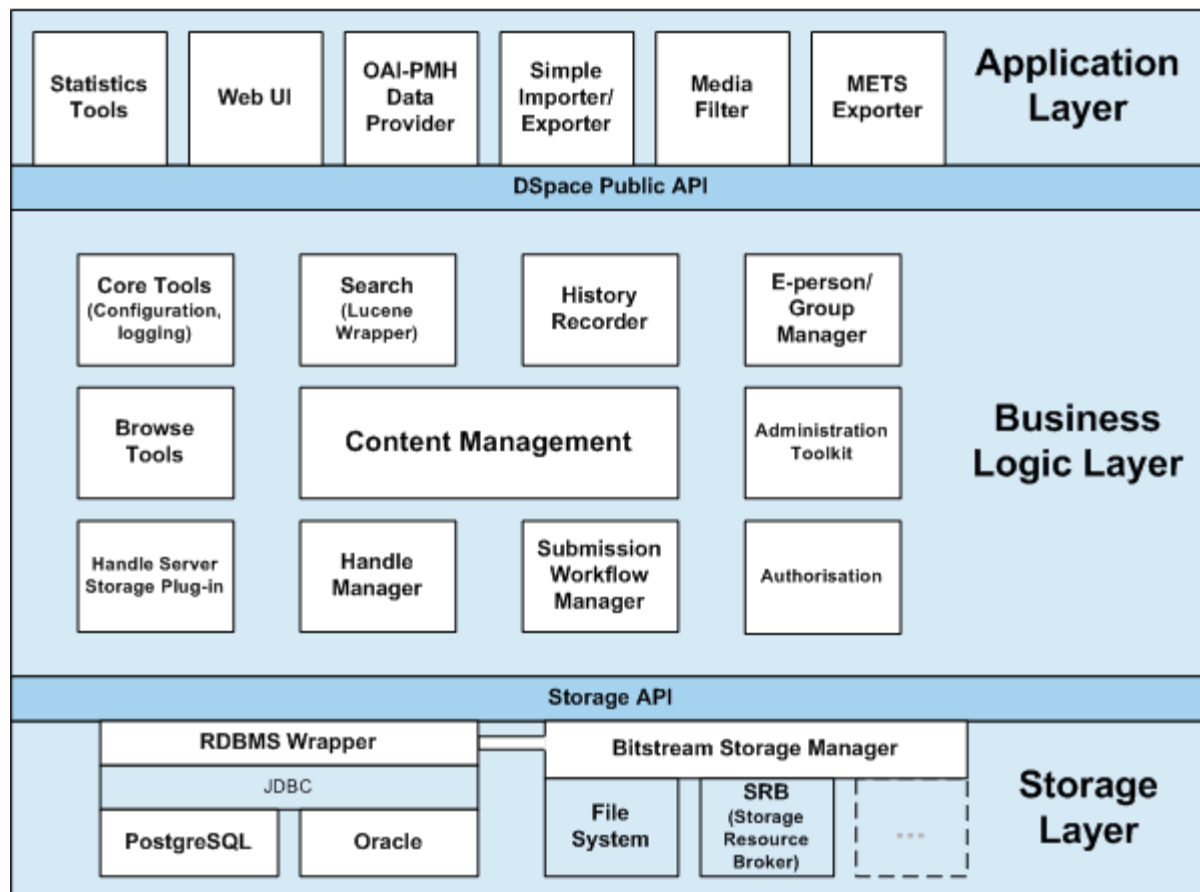 Statistics
Tools
Web UI
OAI-PMH
Data
Provider
Simple
Importer/
Exporter
Media
Filter
METS
Exporter
Application
Layer
DSpace Public API
Core Tools
(Configuration,
logging)
Search
(Lucene
Wrapper)
History
Recorder
E-person/
Group
Manager
Browse
Tools
Content Management
Administration
Toolkit
Business
Logic Layer
Handle Server
Storage Plug-in
Handle
Manager
Submission
Workflow
Manager
Authorisation
Storage API
RDBMS Wrapper
JDBC
PostgreSQL
Oracle
Bitstream Storage Manager
File
System
SRB
(Storage
Resource
Broker)
...
Storage
Layer